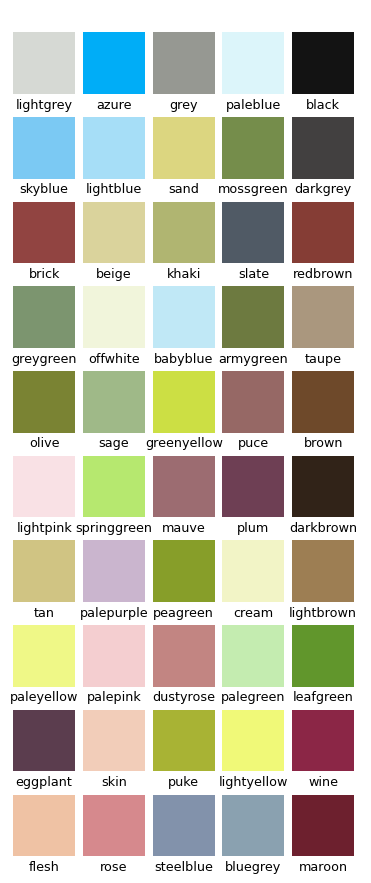 lightgrey azure grey paleblue black
skyblue lightblue sand mossgreen darkgrey
brick beige khaki slate redbrown
greygreen offwhite babyblue armygreen taupe
olive sage greenyellow puce brown
lightpink springgreen mauve plum darkbrown
tan palepurple peagreen cream lightbrown
paleyellow palepink dustyrose palegreen leafgreen
eggplant skin puke lightyellow wine
flesh rose steelblue bluegrey maroon